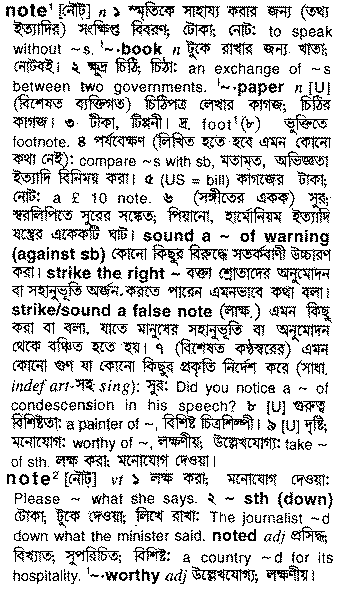 note¹ [নৌট্] n ১ স্মৃতিকে সাহায্য করার জন্য (তথ্য
ইত্যাদির) সংক্ষিপ্ত বিবরণ; টোকা; নোট: to speak
without ~s. '~·book n টুকে রাখার জন্য খাতা;
নোটবই। ২ ক্ষুদ্র চিঠি; চিঠা: an exchange of ~s
between two governments. '~·paper n [U]
(বিশেষত ব্যক্তিগত) চিঠিপত্র লেখার কাগজ; চিঠির
কাগজ। ৩ টীকা, টিপ্পনী। দ্র. foot¹(৮) ভুক্তিতে
footnote. ৪ পর্যবেক্ষণ (লিখিত হতে হবে এমন কোনো
কথা নেই): compare ~s with sb, মতামত, অভিজ্ঞতা
ইত্যাদি বিনিময় করা। ৫ (US = bill) কাগজের টাকা;
নোট: a £ 10 note. ৬ (সঙ্গীতের একক) সুর;
স্বরলিপিতে সুরের সঙ্কেত; পিয়ানো, হার্মোনিয়ম ইত্যাদি
যন্ত্রের একেকটি ঘাট। sound a ~ of warning
(against sb) কোনো কিছুর বিরুদ্ধে সতর্কবাণী উচ্চারণ
করা। strike the right ~ বক্তা শ্রোতাদের অনুমোদন
বা সহানুভূতি অর্জন করতে পারেন এমনভাবে কথা বলা।
strike/sound a false note (লাক্ষ.) এমন কিছু
করা বা বলা, যাতে মানুষের সহানুভূতি বা অনুমোদন
থেকে বঞ্চিত হতে হয়। ৭ (বিশেষত কণ্ঠস্বরের) এমন
কোনো গুণ যা কোনো কিছুর প্রকৃতি নির্দেশ করে (সাধা.
indef art-সহ sing): সুর: Did you notice a ~ of
condescension in his speech? ৮ [U] গুরুত্ব
বিশিষ্টতা: a painter of ~, বিশিষ্ট চিত্রশিল্পী। ৯ [U] দৃষ্টি;
মনোযোগ: worthy of ~, লক্ষণীয়, উল্লেখযোগ্য: take ~
of sth. লক্ষ করা; মনোযোগ দেওয়া।
note² [নৌট্] vt ১ লক্ষ করা; মনোযোগ দেওয়া:
Please ~ what she says. ২ ~ sth (down)
টোকা; টুকে দেওয়া; লিখে রাখা: The journalist ~d
down what the minister said. noted adj প্রসিদ্ধ;
বিখ্যাত; সুপরিচিত; বিশিষ্ট: a country ~d for its
hospitality. '~·worthy adj উল্লেখযোগ্য; লক্ষণীয়।